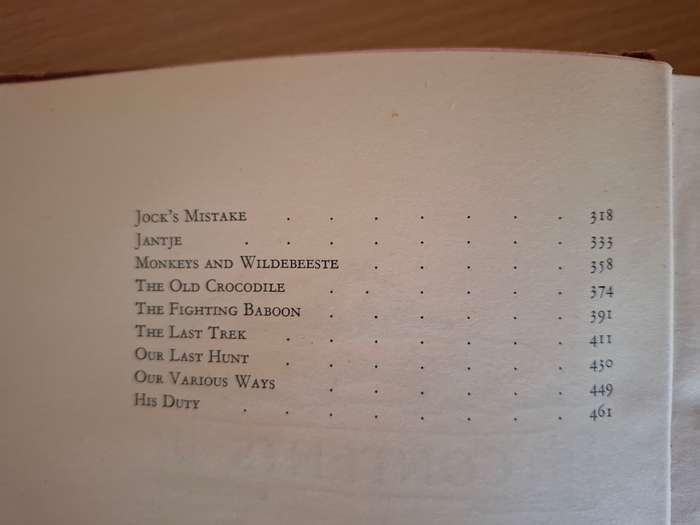 Jock's Mistake . . . . . . . 318
Jantje . . . . . . . . 333
Monkeys and Wildebeeste . . . . . 358
The Old Crocodile . . . . . . 374
The Fighting Baboon . . . . . . 391
The Last Trek . . . . . . . 411
Our Last Hunt . . . . . . . 430
Our Various Ways . . . . . . 449
His Duty . . . . . . . . 461